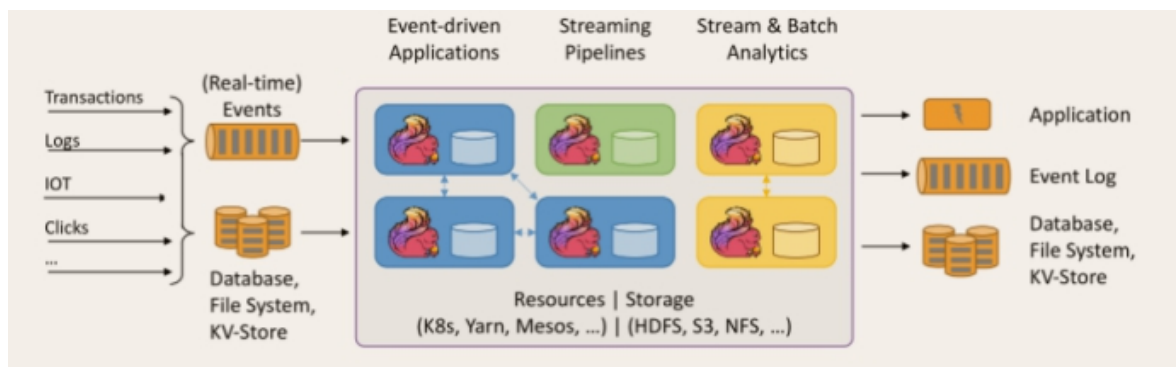 Event-driven
Applications
Streaming
Pipelines
Stream & Batch
Analytics
Transactions
Logs
IOT
Clicks
...
(Real-time)
Events
Database,
File System,
KV-Store
Resources | Storage
(K8s, Yarn, Mesos, ...) | (HDFS, S3, NFS, ...)
Application
Event Log
Database,
File System,
KV-Store